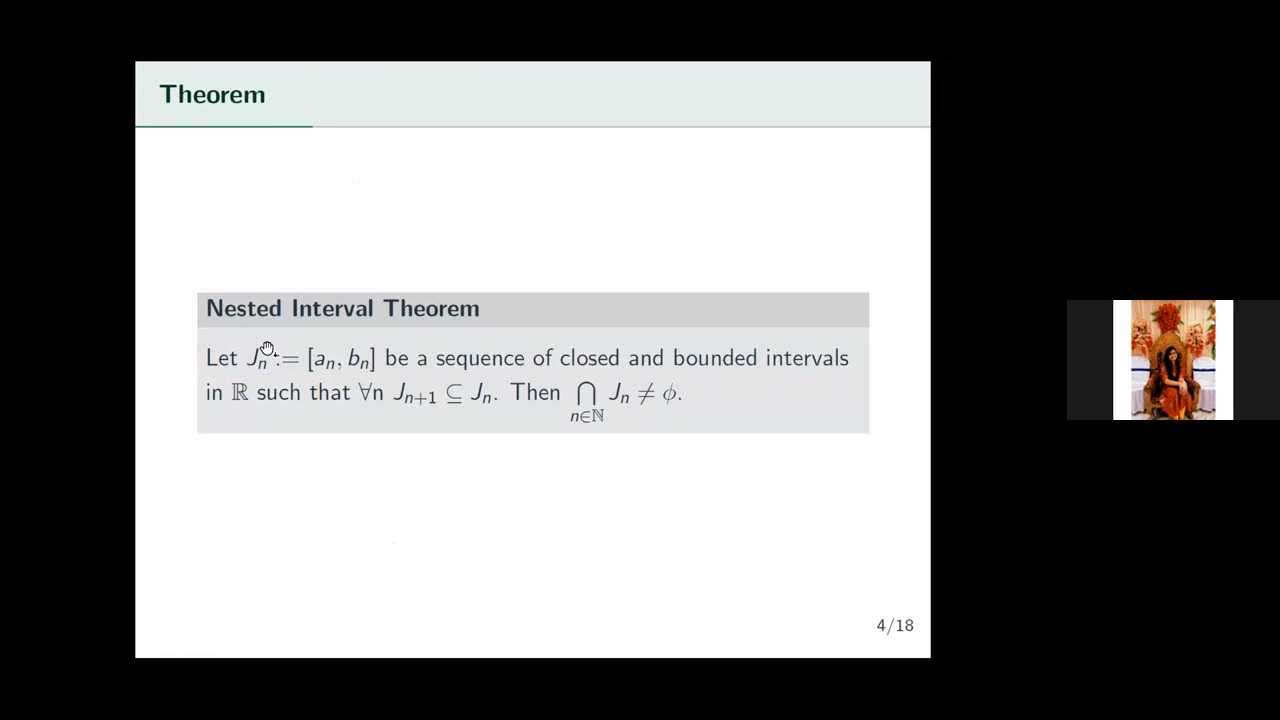 Theorem
Nested Interval Theorem
Let Jₙ := [aₙ, bₙ] be a sequence of closed and bounded intervals
in ℝ such that ∀n Jₙ₊₁ ⊆ Jₙ. Then ⋂ Jₙ ≠ ϕ.
n∈ℕ
4/18